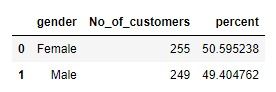 gender No_of_customers percent
0 Female 255 50.595238
1 Male 249 49.404762